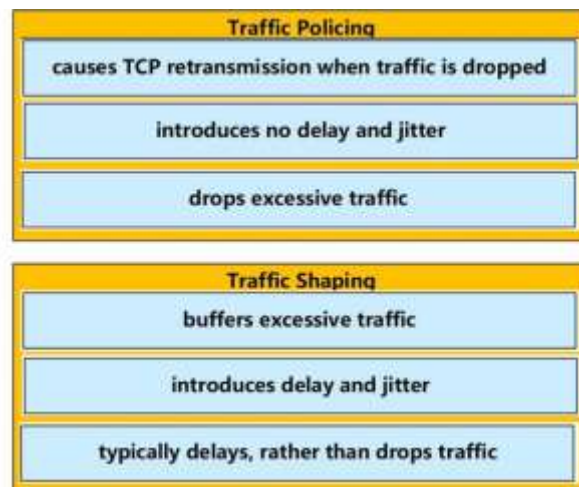 Traffic Policing
causes TCP retransmission when traffic is dropped
introduces no delay and jitter
drops excessive traffic
Traffic Shaping
buffers excessive traffic
introduces delay and jitter
typically delays, rather than drops traffic